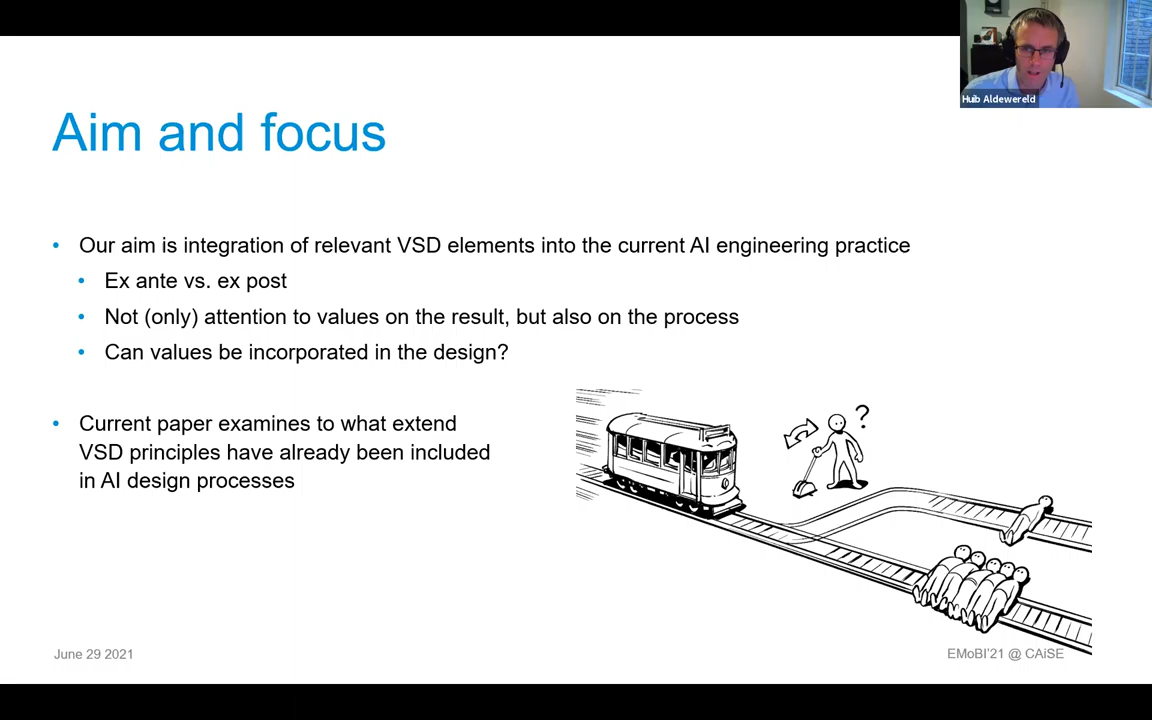 Huib Aldewereld
Aim and focus
• Our aim is integration of relevant VSD elements into the current AI engineering practice
• Ex ante vs. ex post
• Not (only) attention to values on the result, but also on the process
• Can values be incorporated in the design?
• Current paper examines to what extend
VSD principles have already been included
in AI design processes
?
June 29 2021
EMoBI'21 @ CAiSE